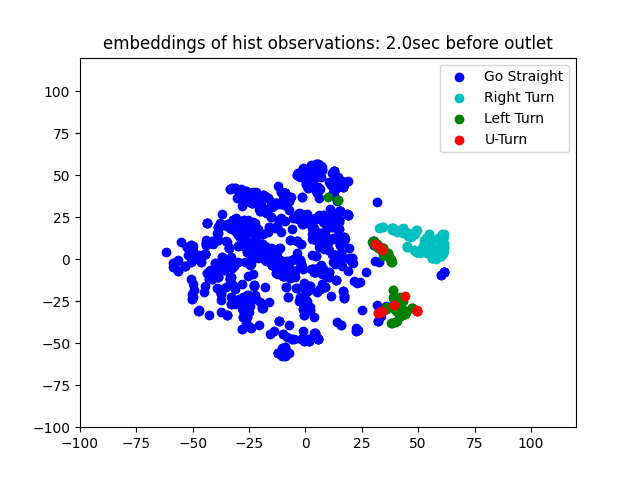 embeddings of hist observations: 2.0sec before outlet
Go Straight
Right Turn
Left Turn
U-Turn
100
75
50
25
0
−25
−50
−75
−100
−100 −75 −50 −25 0 25 50 75 100